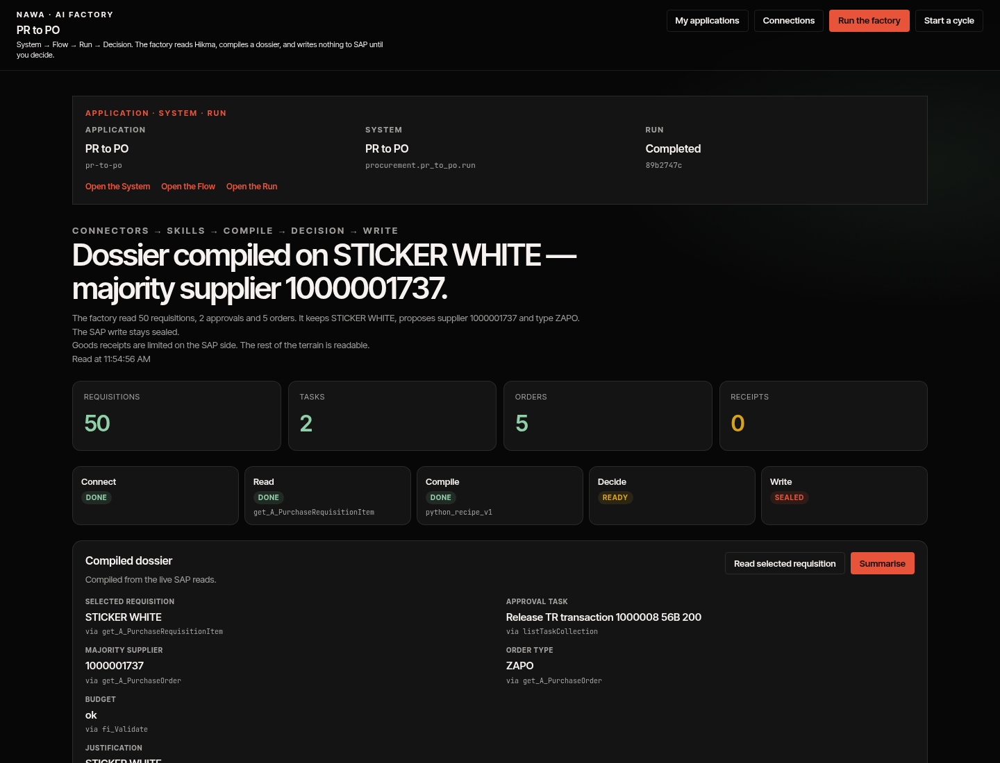 NAWA · AI FACTORY
PR to PO
System → Flow → Run → Decision. The factory reads Hikma, compiles a dossier, and writes nothing to SAP until
you decide.
My applications
Connections
Run the factory
Start a cycle
APPLICATION · SYSTEM · RUN
APPLICATION
PR to PO
pr-to-po
SYSTEM
PR to PO
procurement.pr_to_po.run
RUN
Completed
89b2747c
Open the System
Open the Flow
Open the Run
CONNECTORS → SKILLS → COMPILE → DECISION → WRITE
Dossier compiled on STICKER WHITE —
majority supplier 1000001737.
The factory read 50 requisitions, 2 approvals and 5 orders. It keeps STICKER WHITE, proposes supplier 1000001737 and type ZAPO.
The SAP write stays sealed.
Goods receipts are limited on the SAP side. The rest of the terrain is readable.
Read at 11:54:56 AM
REQUISITIONS
50
TASKS
2
ORDERS
5
RECEIPTS
0
Connect
DONE
Read
DONE
get_A_PurchaseRequisitionItem
Compile
DONE
python_recipe_v1
Decide
READY
Write
SEALED
Compiled dossier
Compiled from the live SAP reads.
Read selected requisition
Summarise
SELECTED REQUISITION
STICKER WHITE
via get_A_PurchaseRequisitionItem
APPROVAL TASK
Release TR transaction 1000008 56B 200
via listTaskCollection
MAJORITY SUPPLIER
1000001737
via get_A_PurchaseOrder
ORDER TYPE
ZAPO
via get_A_PurchaseOrder
BUDGET
ok
via fi_Validate
JUSTIFICATION
STICKER WHITE